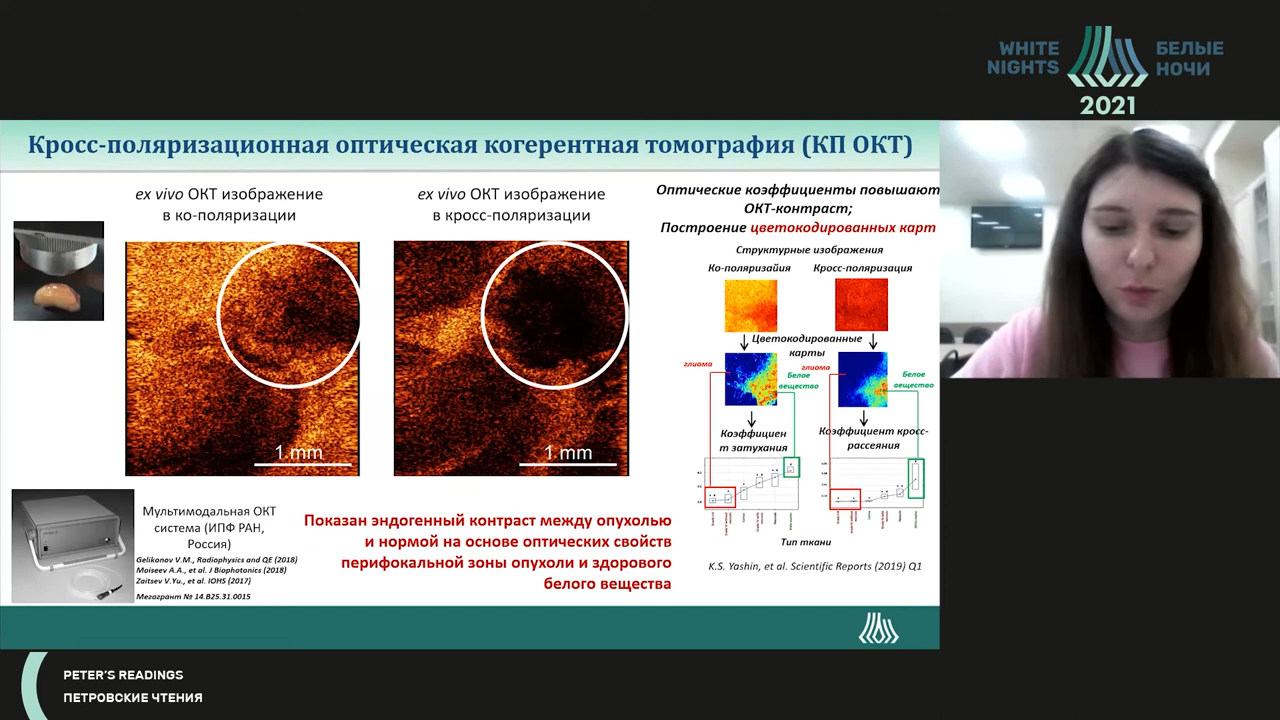 WHITE
NIGHTS
БЕЛЫЕ
НОЧИ
2021
Кросс-поляризационная оптическая когерентная томография (КП ОКТ)
ex vivo ОКТ изображение
в ко-поляризации
ex vivo ОКТ изображение
в кросс-поляризации
1 mm
1 mm
Оптические коэффициенты повышают
ОКТ-контраст;
Построение цветокодированных карт
Структурные изображения
Ко-поляризайия
Кросс-поляризация
Цветокодированные
карты
глиома
Белое
вещество
глиома
Белое
вещество
Коэффициен
т затухания
Коэффициент кросс-
рассеяния
Тип ткани
K.S. Yashin, et al. Scientific Reports (2019) Q1
Мультимодальная ОКТ
система (ИПФ РАН,
Россия)
Gelikonov V.M., Radiophysics and QE (2018)
Moiseev A.A., et al. J Biophotonics (2018)
Zaitsev V.Yu., et al. IOHS (2017)
Мегагрант № 14.B25.31.0015
Показан эндогенный контраст между опухолью
и нормой на основе оптических свойств
перифокальной зоны опухоли и здорового
белого вещества
PETER'S READINGS
ПЕТРОВСКИЕ ЧТЕНИЯ